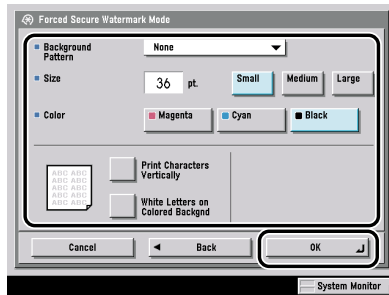 Forced Secure Watermark Mode
Background
Pattern
None
Size
36 pt. Small Medium Large
Color
Magenta Cyan Black
ABC ABC
ABC ABC
ABC ABC
ABC ABC
Print Characters
Vertically
White Letters on
Colored Backgnd
Cancel Back OK
System Monitor